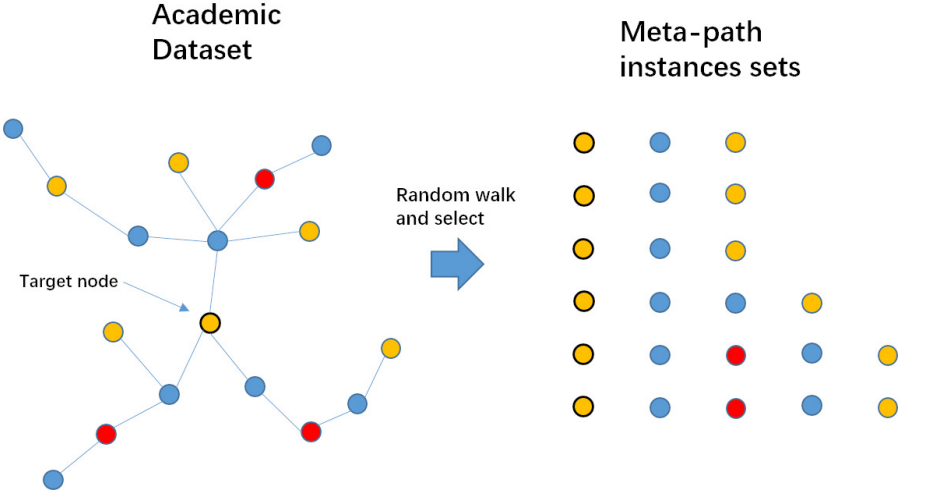 Academic
Dataset
Meta-path
instances sets
Random walk
and select
Target node